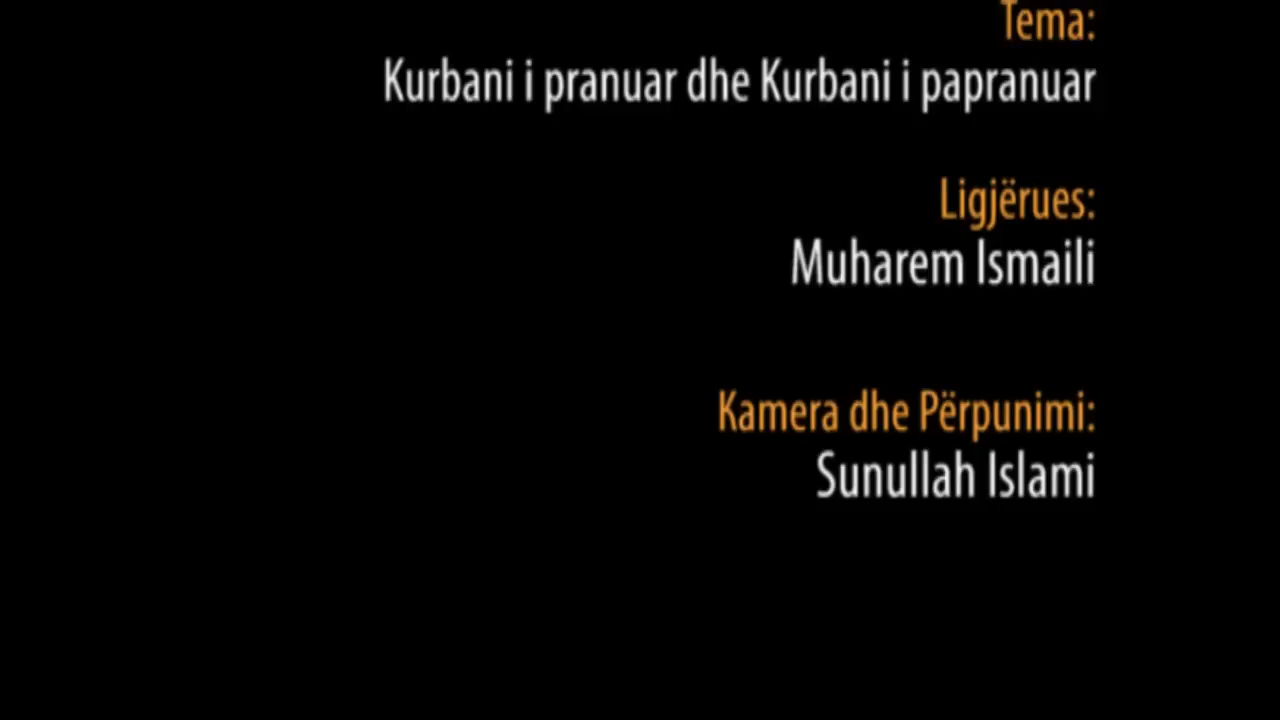 Tema:
Kurbani i pranuar dhe Kurbani i papranuar
Ligjërues:
Muharem Ismaili
Kamera dhe Përpunimi:
Sunullah Islami